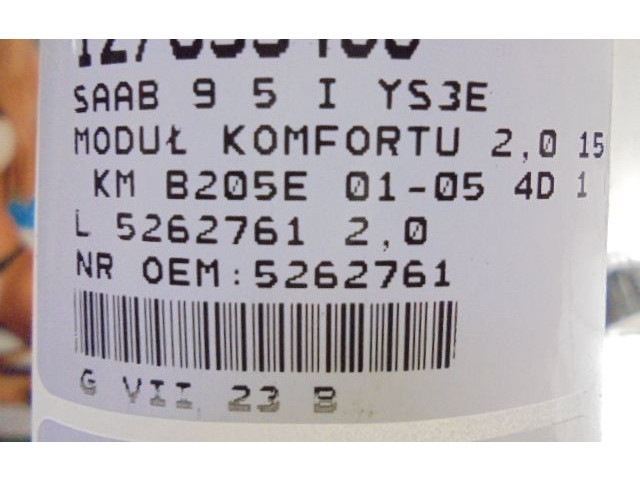 SAAB 9 5 I YS3E
MODUŁ KOMFORTU 2,0 15
KM B205E 01-05 4D 1
L 5262761 2,0
NR OEM:5262761
G VII 23 B